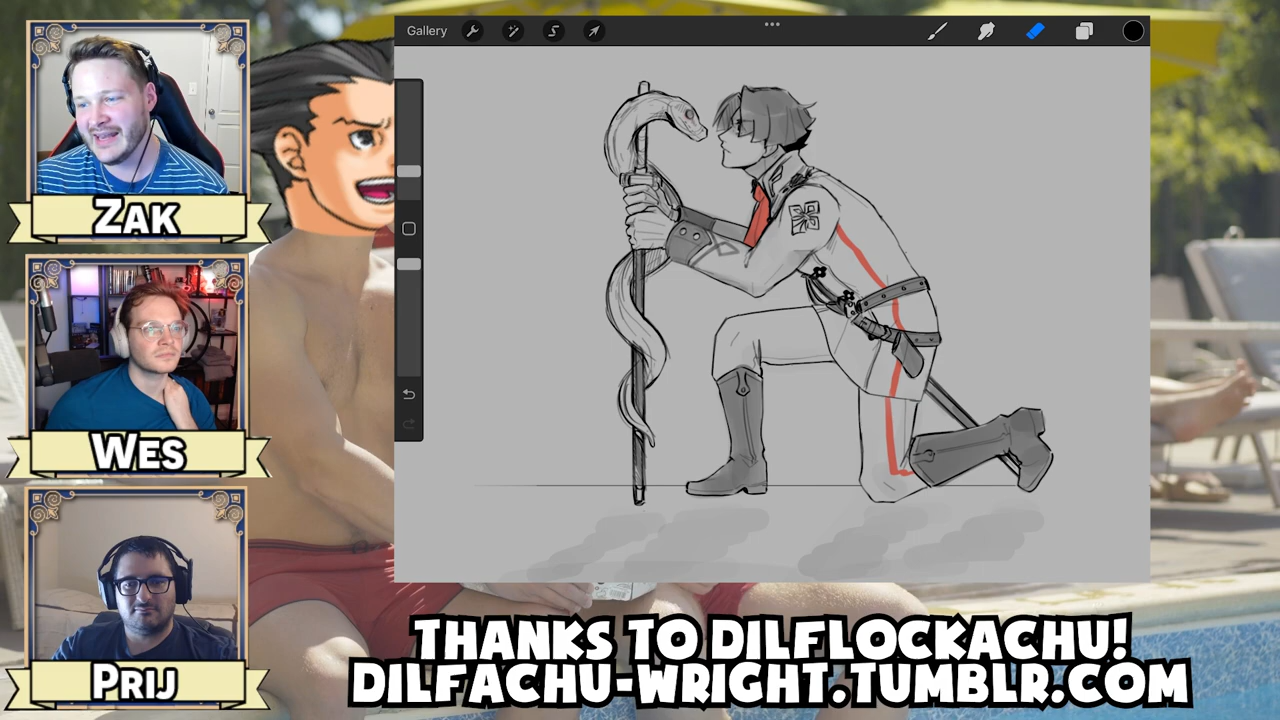 Gallery
ZAK
WES
PRIJ
THANKS TO DILFLOCKACHU!
DILFACHU-WRIGHT.TUMBLR.COM